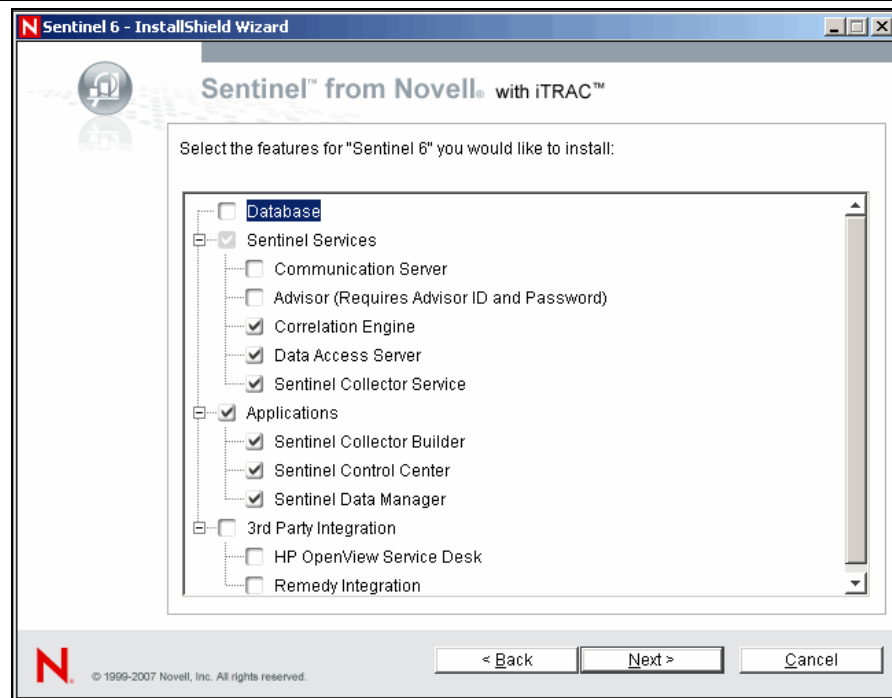 Sentinel 6 - InstallShield Wizard
Sentinel™ from Novell® with iTRAC™
Select the features for "Sentinel 6" you would like to install:
Database
Sentinel Services
Communication Server
Advisor (Requires Advisor ID and Password)
Correlation Engine
Data Access Server
Sentinel Collector Service
Applications
Sentinel Collector Builder
Sentinel Control Center
Sentinel Data Manager
3rd Party Integration
HP OpenView Service Desk
Remedy Integration
© 1999-2007 Novell, Inc. All rights reserved.
< Back
Next >
Cancel